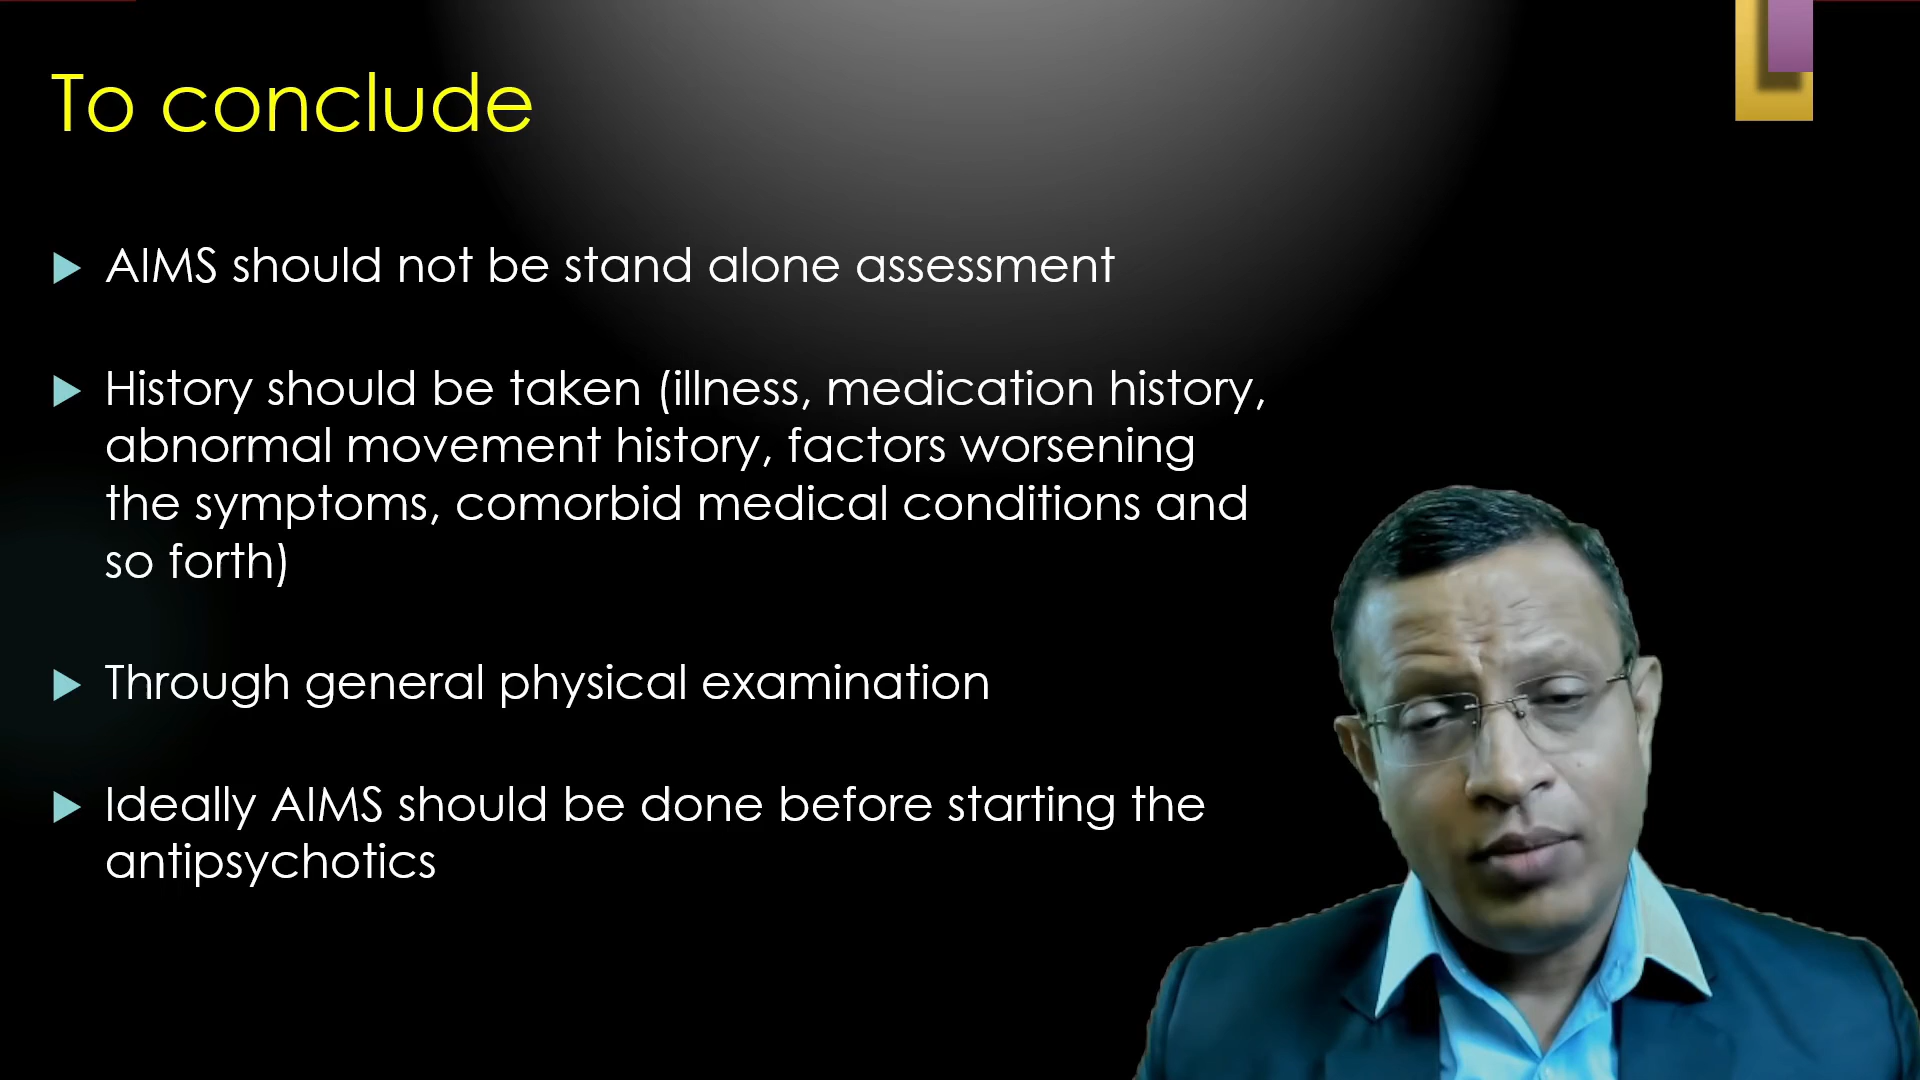 To conclude
AIMS should not be stand alone assessment
History should be taken (illness, medication history,
abnormal movement history, factors worsening
the symptoms, comorbid medical conditions and
so forth)
Through general physical examination
Ideally AIMS should be done before starting the
antipsychotics